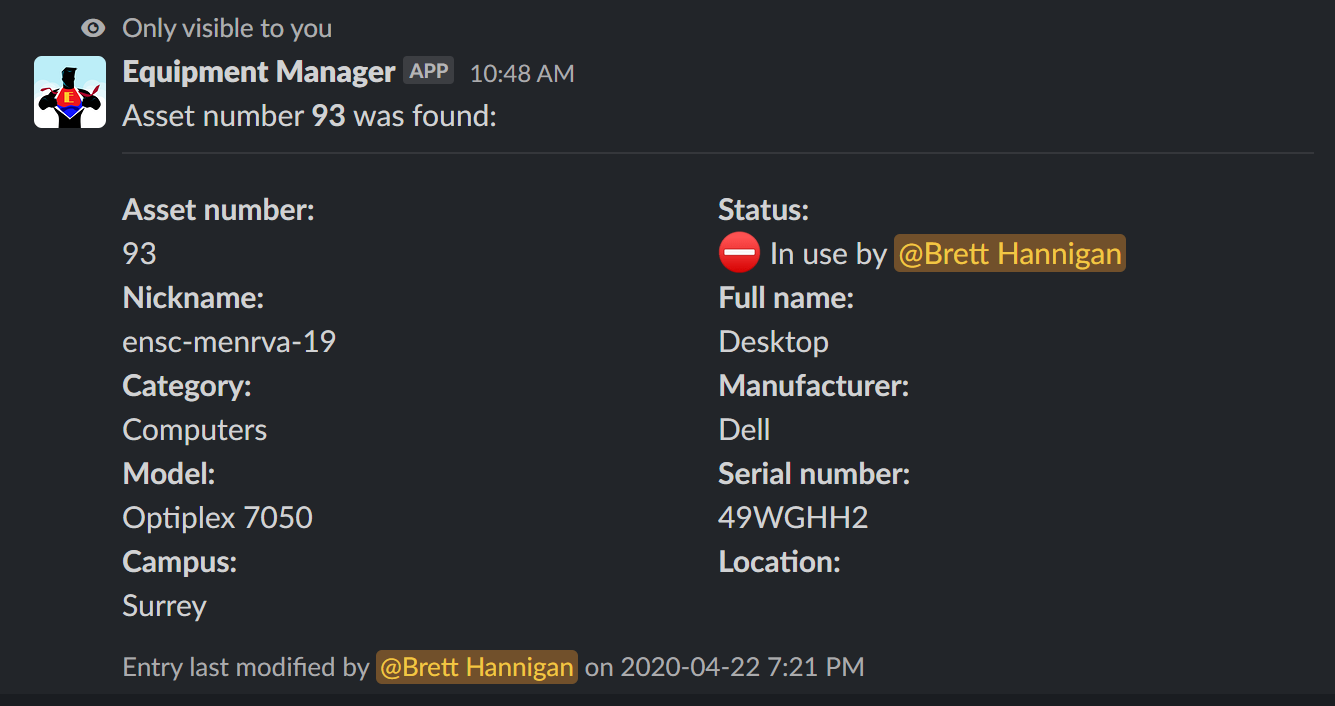 Only visible to you
Equipment Manager APP 10:48 AM
E
Asset number 93 was found:
Asset number:
93
Status:
In use by @Brett Hannigan
Nickname:
ensc-menrva-19
Full name:
Desktop
Category:
Computers
Manufacturer:
Dell
Model:
Optiplex 7050
Serial number:
49WGHH2
Campus:
Surrey
Location:
Entry last modified by @Brett Hannigan on 2020-04-22 7:21 PM